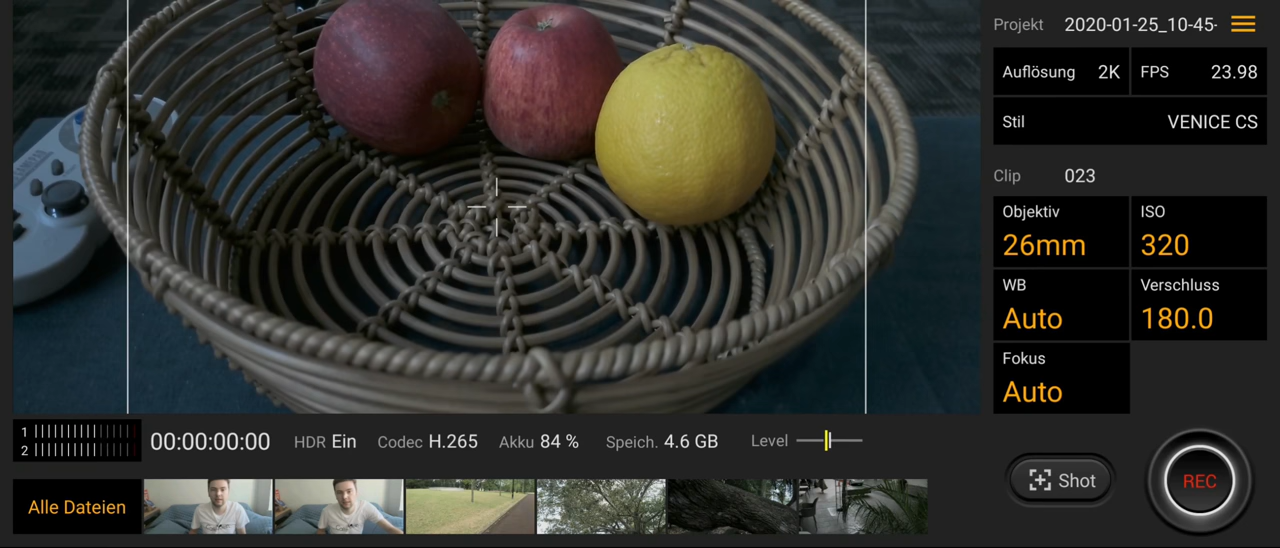 Projekt 2020-01-25_10-45-
Auflösung 2K FPS 23.98
Stil VENICE CS
Clip 023
Objektiv ISO
26mm 320
WB Verschluss
Auto 180.0
Fokus
Auto
1
2
00:00:00:00 HDR Ein Codec H.265 Akku 84 % Speich. 4.6 GB Level
Alle Dateien
Shot
REC